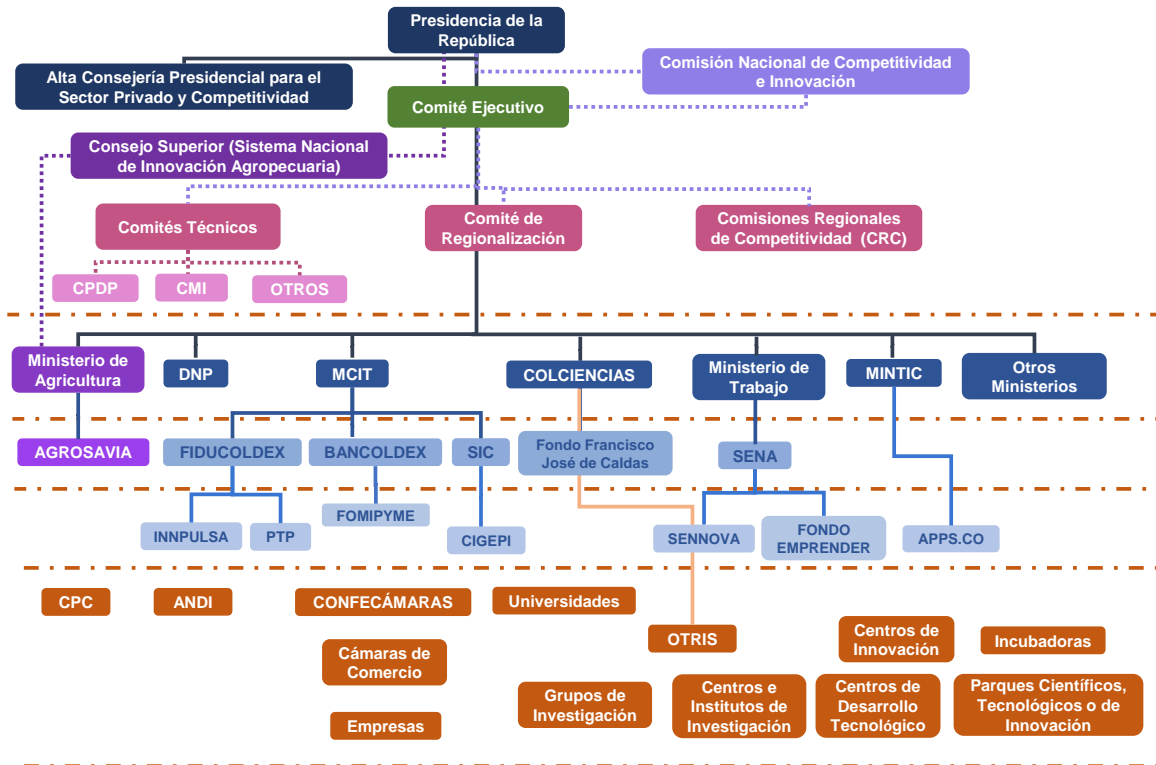 Presidencia de la
República
Alta Consejería Presidencial para el
Sector Privado y Competitividad
Comisión Nacional de Competitividad
e Innovación
Comité Ejecutivo
Consejo Superior (Sistema Nacional
de Innovación Agropecuaria)
Comités Técnicos
Comité de
Regionalización
Comisiones Regionales
de Competitividad (CRC)
CPDP
CMI
OTROS
Ministerio de
Agricultura
DNP
MCIT
COLCIENCIAS
Ministerio de
Trabajo
MINTIC
Otros
Ministerios
AGROSAVIA
FIDUCOLDEX
BANCOLDEX
SIC
Fondo Francisco
José de Caldas
SENA
INNPULSA
PTP
FOMIPYME
CIGEPI
SENNOVA
FONDO
EMPRENDER
APPS.CO
CPC
ANDI
CONFECÁMARAS
Universidades
OTRIS
Centros de
Innovación
Incubadoras
Cámaras de
Comercio
Grupos de
Investigación
Centros e
Institutos de
Investigación
Centros de
Desarrollo
Tecnológico
Parques Científicos,
Tecnológicos o de
Innovación
Empresas